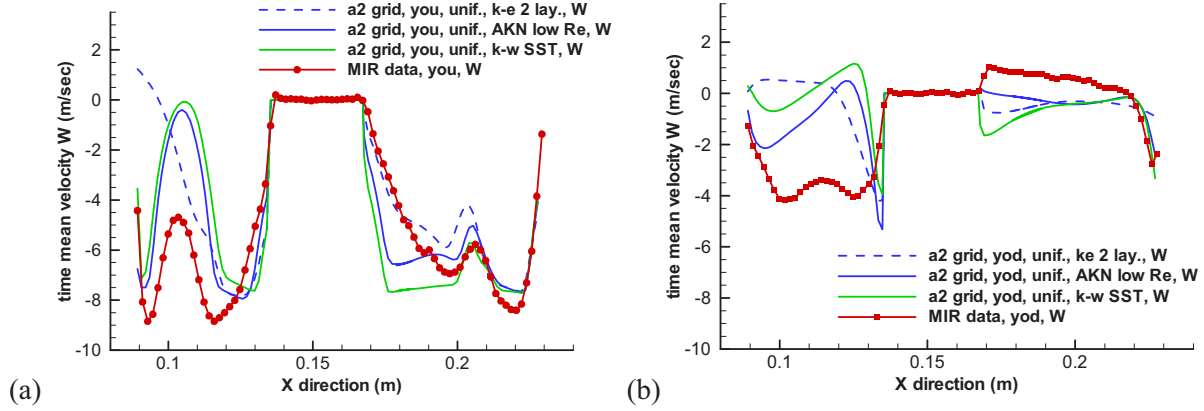 a2 grid, you, unif., k-e 2 lay., W
a2 grid, you, unif., AKN low Re, W
a2 grid, you, unif., k-w SST, W
MIR data, you, W
time mean velocity W (m/sec)
2
0
-2
-4
-6
-8
-10
0.1
0.15
0.2
X direction (m)
(a)
time mean velocity W (m/sec)
2
0
-2
-4
-6
-8
-10
a2 grid, yod, unif., ke 2 lay., W
a2 grid, yod, unif., AKN low Re, W
a2 grid, yod, unif., k-w SST, W
MIR data, yod, W
0.1
0.15
0.2
X direction (m)
(b)